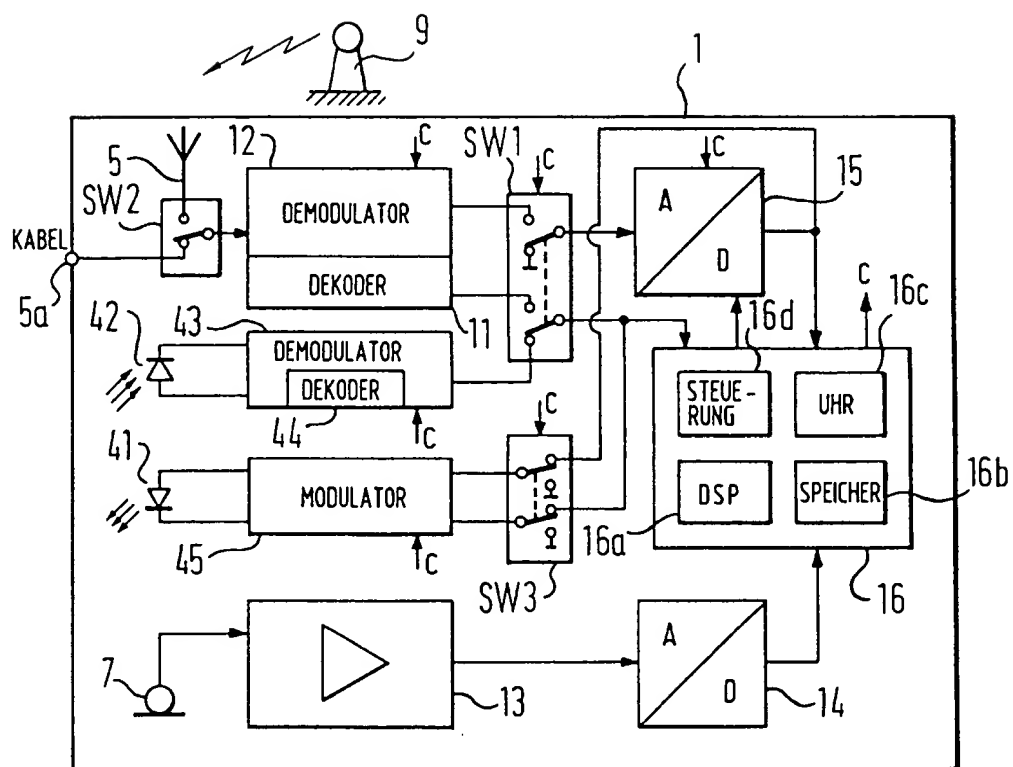 9
1
12
C
SW1
C
C
15
5
SW2
DEMODULATOR
A
D
KABEL
5a
DEKODER
11
C
16c
42
43
DEMODULATOR
DEKODER
16d
44
C
STEUE-
RUNG
UHR
41
C
MODULATOR
DSP
SPEICHER
16b
45
C
SW3
16a
16
7
13
A
D
14